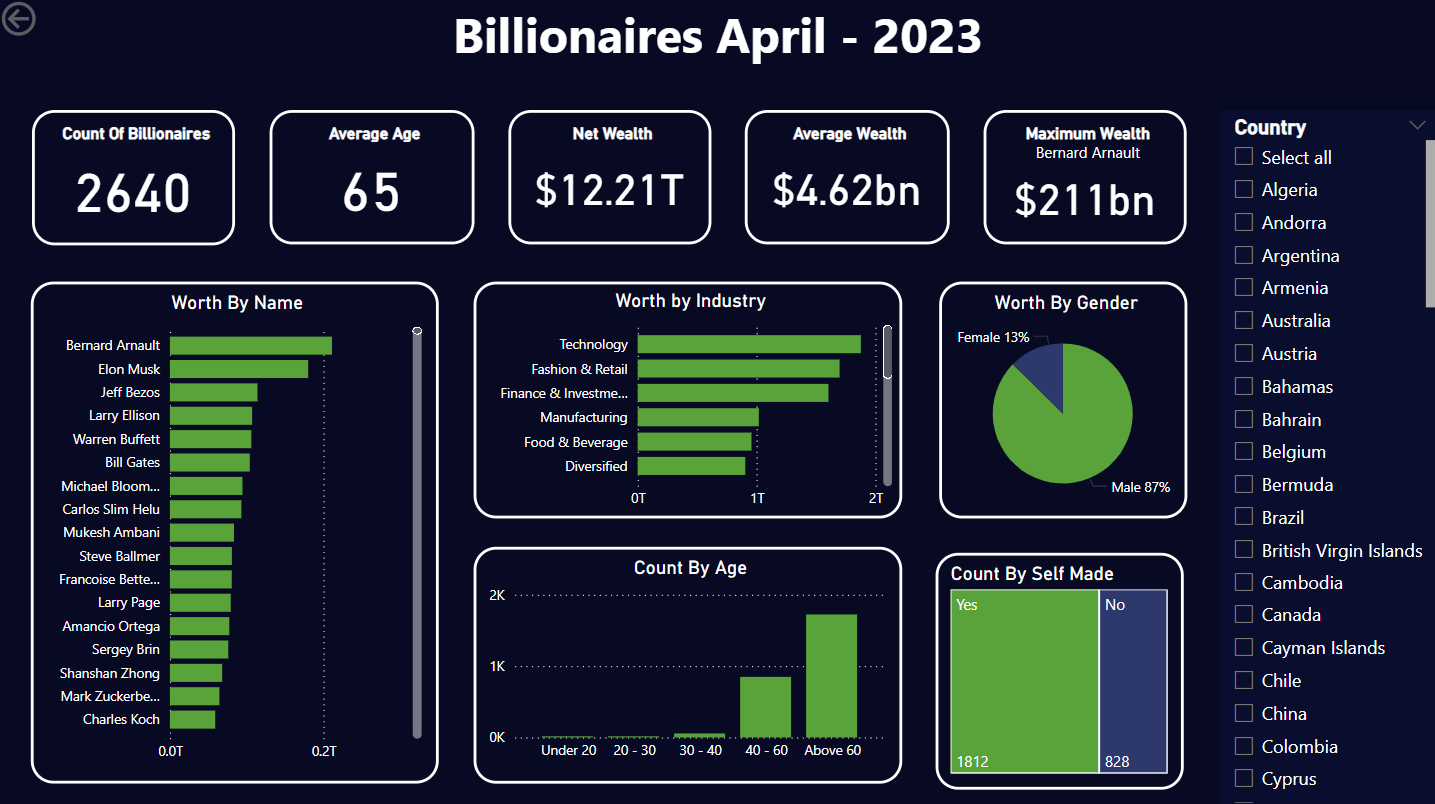 Billionaires April - 2023
Count Of Billionaires
2640
Average Age
65
Net Wealth
$12.21T
Average Wealth
$4.62bn
Maximum Wealth
Bernard Arnault
$211bn
Worth By Name
Bernard Arnault
Elon Musk
Jeff Bezos
Larry Ellison
Warren Buffett
Bill Gates
Michael Bloom...
Carlos Slim Helu
Mukesh Ambani
Steve Ballmer
Francoise Bette...
Larry Page
Amancio Ortega
Sergey Brin
Shanshan Zhong
Mark Zuckerbe...
Charles Koch
0.0T 0.2T
Worth by Industry
Technology
Fashion & Retail
Finance & Investme...
Manufacturing
Food & Beverage
Diversified
0T 1T 2T
Worth By Gender
Female 13%
Male 87%
Count By Age
2K
1K
0K
Under 20 20 - 30 30 - 40 40 - 60 Above 60
Count By Self Made
Yes No
1812 828
Country
Select all
Algeria
Andorra
Argentina
Armenia
Australia
Austria
Bahamas
Bahrain
Belgium
Bermuda
Brazil
British Virgin Islands
Cambodia
Canada
Cayman Islands
Chile
China
Colombia
Cyprus